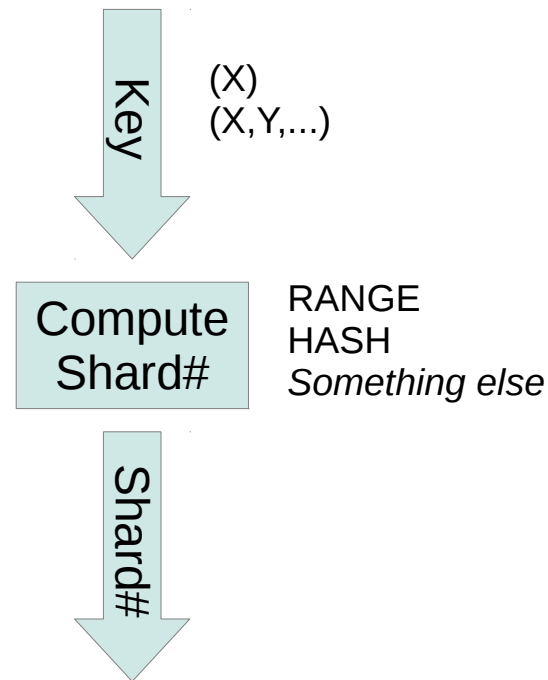 Key
(X)
(X,Y,...)
Compute
Shard#
RANGE
HASH
Something else
Shard#